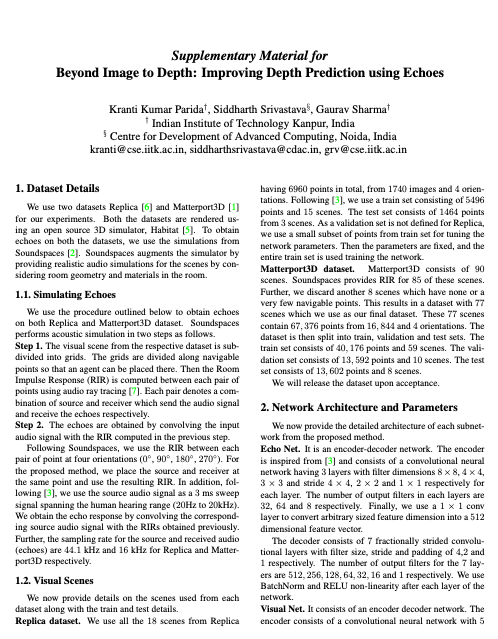 Supplementary Material for
Beyond Image to Depth: Improving Depth Prediction using Echoes
Kranti Kumar Parida†, Siddharth Srivastava§, Gaurav Sharma†
† Indian Institute of Technology Kanpur, India
§ Centre for Development of Advanced Computing, Noida, India
kranti@cse.iitk.ac.in, siddharthsrivastava@cdac.in, grv@cse.iitk.ac.in
1. Dataset Details
We use two datasets Replica [6] and Matterport3D [1]
for our experiments. Both the datasets are rendered us-
ing an open source 3D simulator, Habitat [5]. To obtain
echoes on both the datasets, we use the simulations from
Soundspaces [2]. Soundspaces augments the simulator by
providing realistic audio simulations for the scenes by con-
sidering room geometry and materials in the room.
1.1. Simulating Echoes
We use the procedure outlined below to obtain echoes
on both Replica and Matterport3D dataset. Soundspaces
performs acoustic simulation in two steps as follows.
Step 1. The visual scene from the respective dataset is sub-
divided into grids. The grids are divided along navigable
points so that an agent can be placed there. Then the Room
Impulse Response (RIR) is computed between each pair of
points using audio ray tracing [7]. Each pair denotes a com-
bination of source and receiver which send the audio signal
and receive the echoes respectively.
Step 2. The echoes are obtained by convolving the input
audio signal with the RIR computed in the previous step.
Following Soundspaces, we use the RIR between each
pair of point at four orientations (0°, 90°, 180°, 270°). For
the proposed method, we place the source and receiver at
the same point and use the resulting RIR. In addition, fol-
lowing [3], we use the source audio signal as a 3 ms sweep
signal spanning the human hearing range (20Hz to 20kHz).
We obtain the echo response by convolving the correspond-
ing source audio signal with the RIRs obtained previously.
Further, the sampling rate for the source and received audio
(echoes) are 44.1 kHz and 16 kHz for Replica and Matter-
port3D respectively.
1.2. Visual Scenes
We now provide details on the scenes used from each
dataset along with the train and test details.
Replica dataset. We use all the 18 scenes from Replica
having 6960 points in total, from 1740 images and 4 orien-
tations. Following [3], we use a train set consisting of 5496
points and 15 scenes. The test set consists of 1464 points
from 3 scenes. As a validation set is not defined for Replica,
we use a small subset of points from train set for tuning the
network parameters. Then the parameters are fixed, and the
entire train set is used training the network.
Matterport3D dataset. Matterport3D consists of 90
scenes. Soundspaces provides RIR for 85 of these scenes.
Further, we discard another 8 scenes which have none or a
very few navigable points. This results in a dataset with 77
scenes which we use as our final dataset. These 77 scenes
contain 67, 376 points from 16, 844 and 4 orientations. The
dataset is then split into train, validation and test sets. The
train set consists of 40, 176 points and 59 scenes. The vali-
dation set consists of 13, 592 points and 10 scenes. The test
set consists of 13, 602 points and 8 scenes.
We will release the dataset upon acceptance.
2. Network Architecture and Parameters
We now provide the detailed architecture of each subnet-
work from the proposed method.
Echo Net. It is an encoder-decoder network. The encoder
is inspired from [3] and consists of a convolutional neural
network having 3 layers with filter dimensions 8 × 8, 4 × 4,
3 × 3 and stride 4 × 4, 2 × 2 and 1 × 1 respectively for
each layer. The number of output filters in each layers are
32, 64 and 8 respectively. Finally, we use a 1 × 1 conv
layer to convert arbitrary sized feature dimension into a 512
dimensional feature vector.
The decoder consists of 7 fractionally strided convolu-
tional layers with filter size, stride and padding of 4,2 and
1 respectively. The number of output filters for the 7 lay-
ers are 512, 256, 128, 64, 32, 16 and 1 respectively. We use
BatchNorm and RELU non-linearity after each layer of the
network.
Visual Net. It consists of an encoder decoder network. The
encoder consists of a convolutional neural network with 5